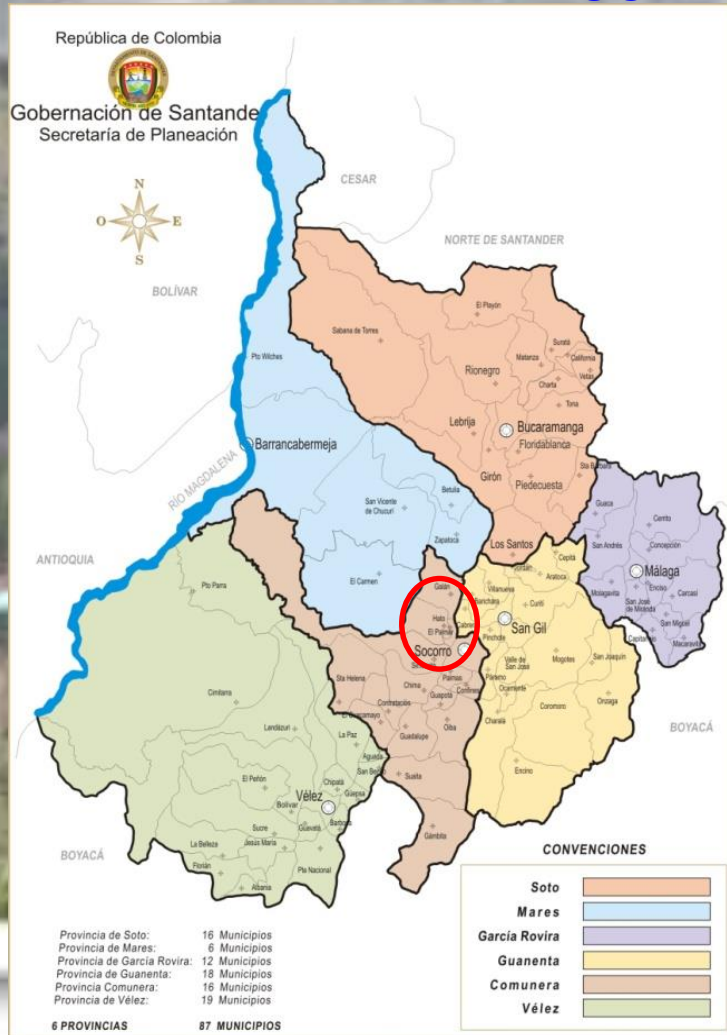 República de Colombia
Gobernación de Santande
Secretaría de Planeación
N
O
E
S
CESAR
NORTE DE SANTANDER
BOLÍVAR
ANTIOQUIA
BOYACÁ
BOYACÁ
RÍO MAGDALENA
El Playón
Sabana de Torres
Suratá
California
Matanza
Vetas
Charta
Rionegro
Tona
Lebrija
Bucaramanga
Floridablanca
Girón
Piedecuesta
Sta Bárbara
Los Santos
Pto Wilches
Barrancabermeja
San Vicente
de Chucurí
Betulia
Zapatoca
El Carmen
Guaca
Cerrito
San Andrés
Concepción
Málaga
Enciso
Carcasí
Molagavita
San José
de Miranda
San Miguel
Capitanejo
Macaravita
Cepitá
Jordán
Aratoca
Villanueva
Barichara
Curití
Cabrera
San Gil
Pinchote
Valle de
San José
Mogotes
San Joaquín
Páramo
Ocamonte
Onzaga
Coromoro
Charalá
Encino
Galán
Hato
El Palmar
Socorro
Palmas
Confines
Sta Helena
Chima
Contratación
Guapotá
Oiba
Guadalupe
Suaita
Gámbita
Pto Parra
Cimitarra
Landázuri
La Paz
Aguada
San Benito
El Peñón
Chipatá
Güepsa
Vélez
Bolívar
Barbosa
Sucre
Guavatá
Jesús María
La Belleza
Pte Nacional
Florián
Albania
CONVENCIONES
Soto
Mares
García Rovira
Guanenta
Comunera
Vélez
Provincia de Soto: 16 Municipios
Provincia de Mares: 6 Municipios
Provincia de García Rovira: 12 Municipios
Provincia de Guanenta: 18 Municipios
Provincia Comunera: 16 Municipios
Provincia de Vélez: 19 Municipios
6 PROVINCIAS 87 MUNICIPIOS